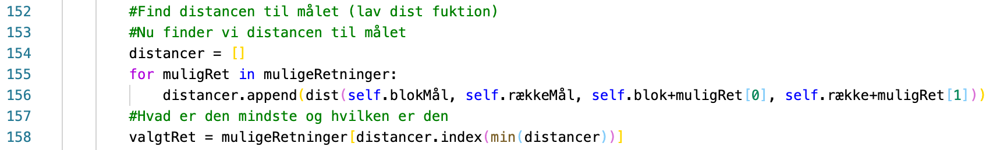 152 #Find distancen til målet (lav dist fuktion)
153 #Nu finder vi distancen til målet
154 distancer = []
155 for muligRet in muligeRetninger:
156 distancer.append(dist(self.blokMål, self.rækkeMål, self.blok+muligRet[0], self.række+muligRet[1]))
157 #Hvad er den mindste og hvilken er den
158 valgtRet = muligeRetninger[distancer.index(min(distancer))]